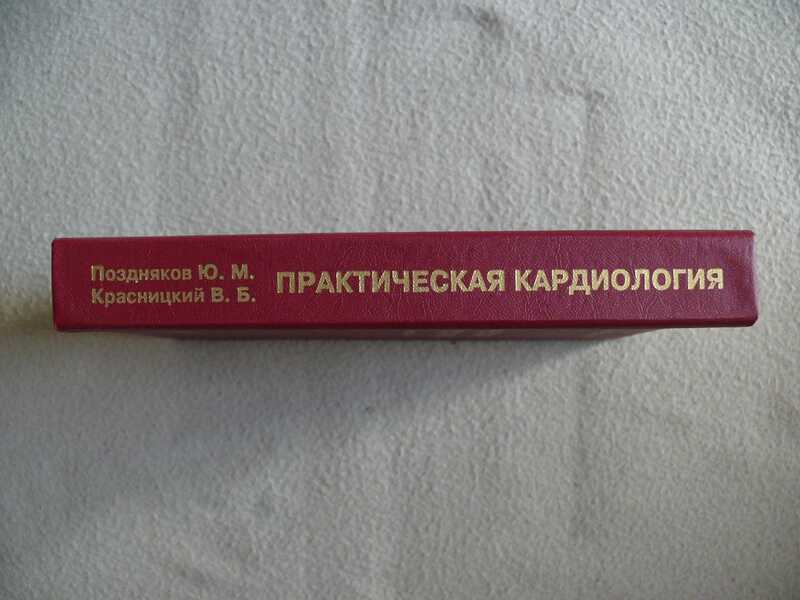 Поздняков Ю. М.
Красницкий В. Б.
ПРАКТИЧЕСКАЯ КАРДИОЛОГИЯ